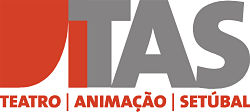 TAS
TEATRO | ANIMAÇÃO | SETÚBAL